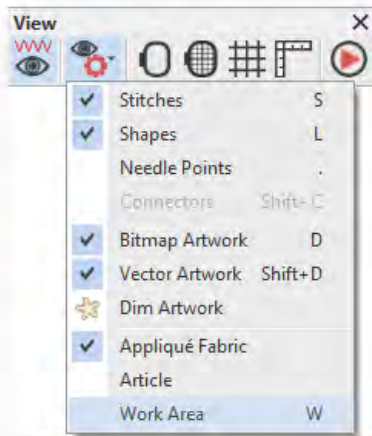 View
Stitches S
Shapes L
Needle Points .
Connectors Shift+C
Bitmap Artwork D
Vector Artwork Shift+D
Dim Artwork
Appliqué Fabric
Article
Work Area W